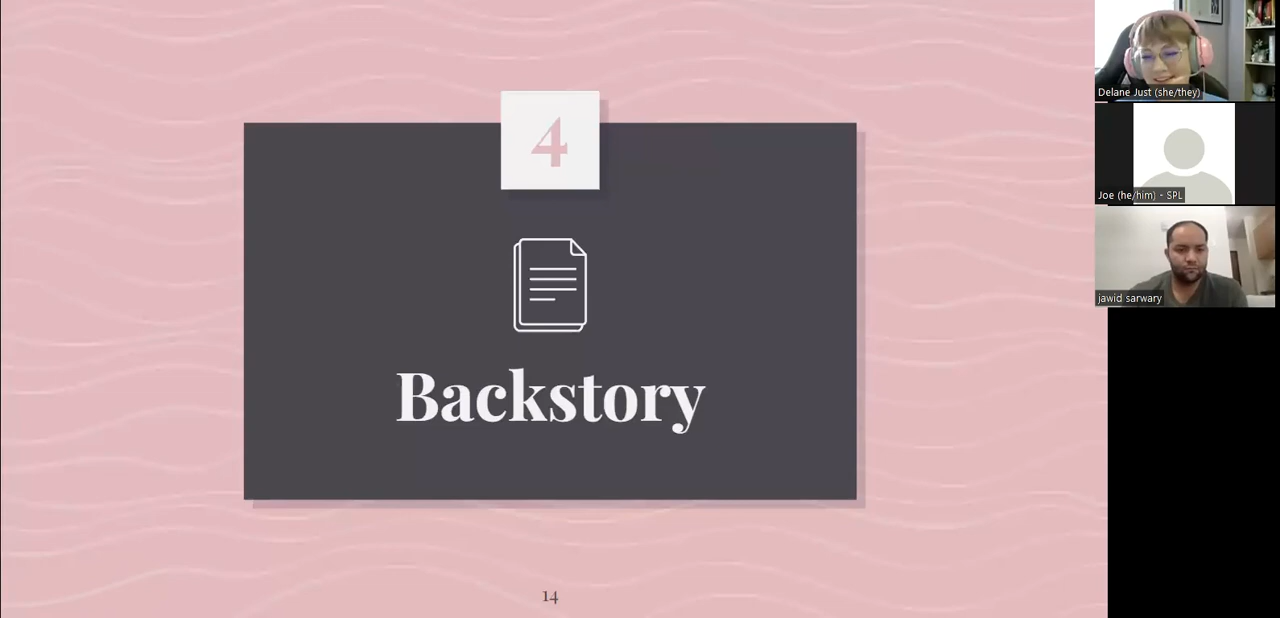 4
Backstory
14
Delane Just (she/they)
Joe (he/him) - SPL
jawid sarwary